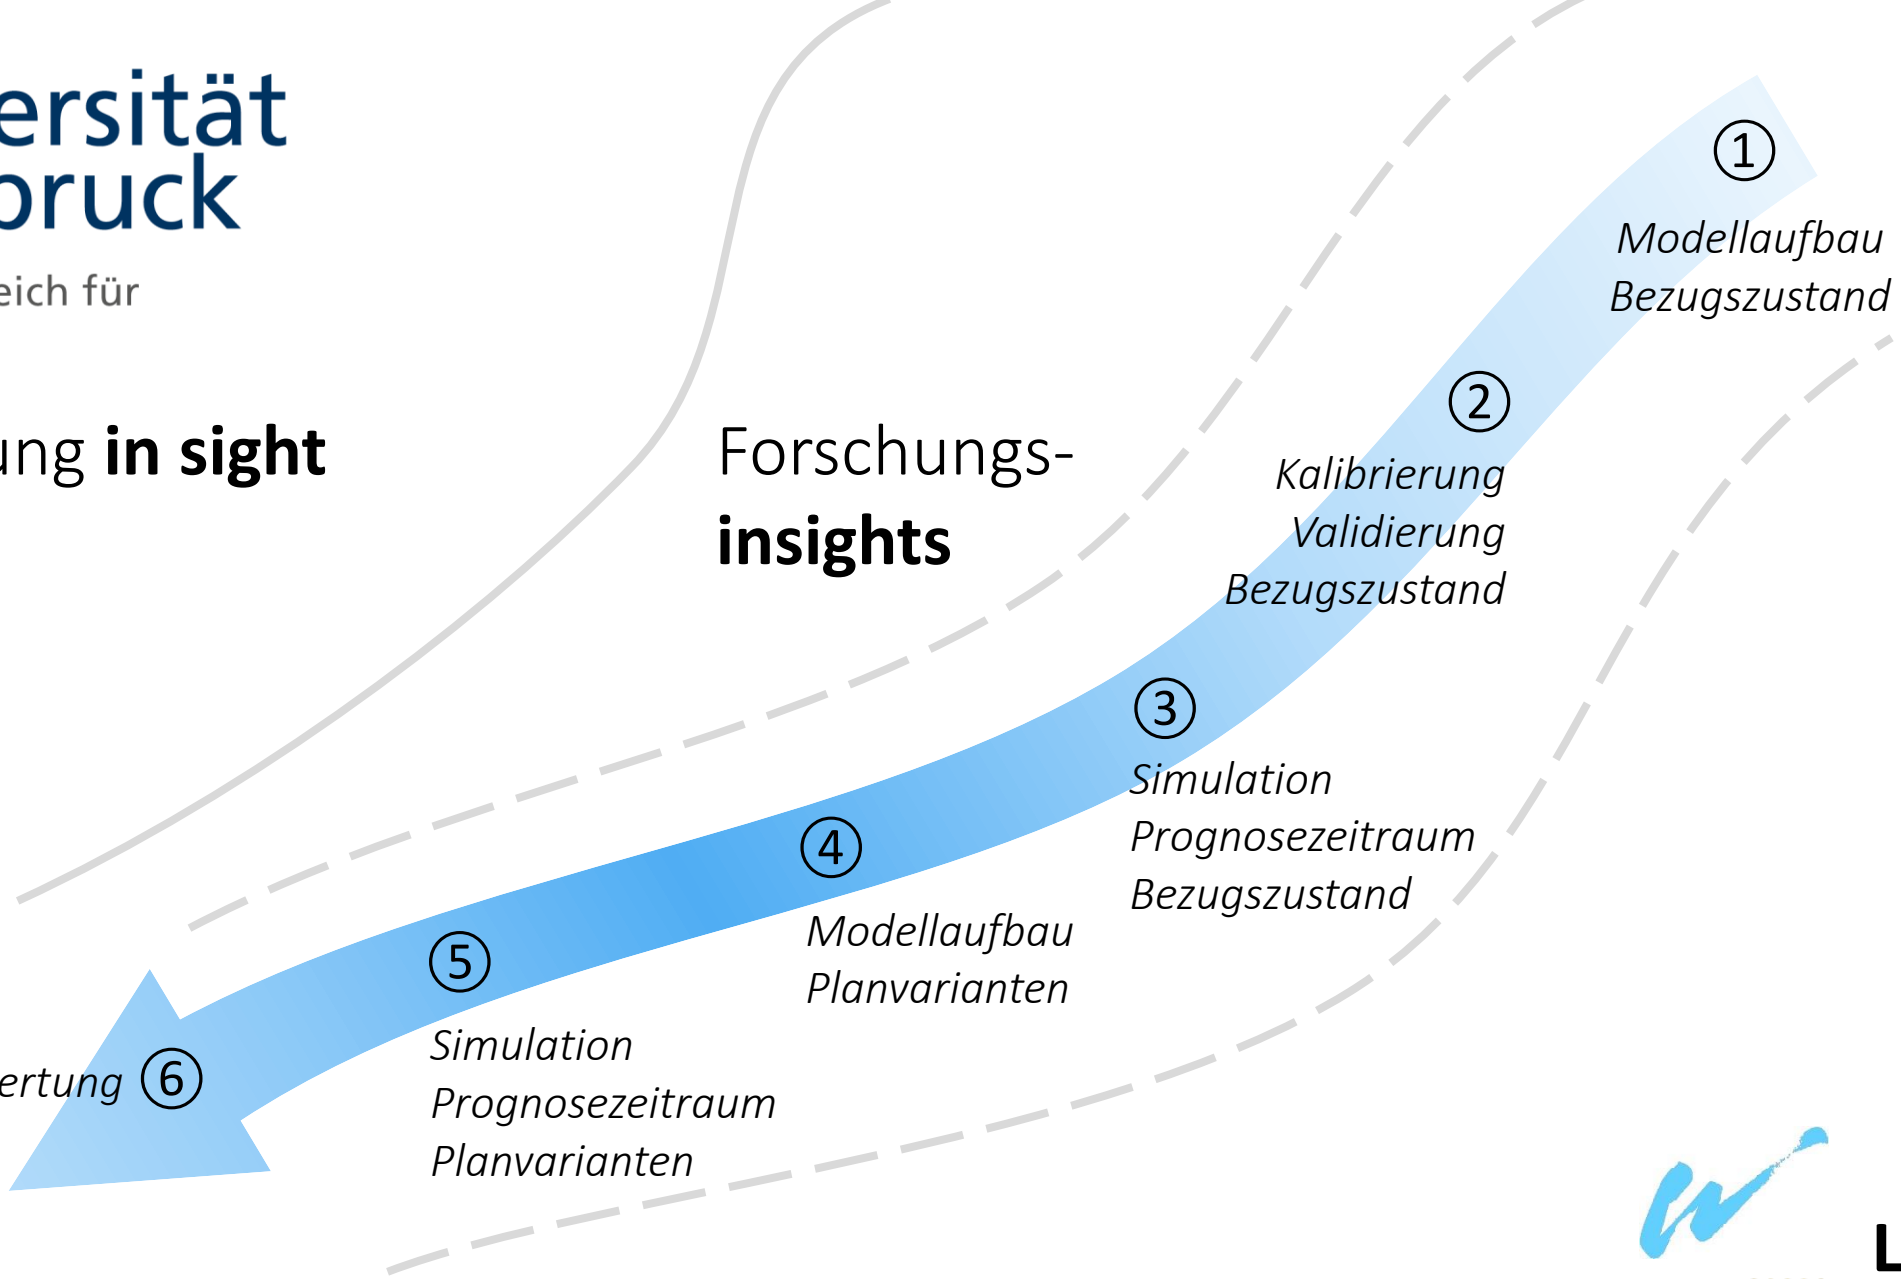 ersität
bruck
eich für
ung in sight
Forschungs-
insights
①
Modellaufbau
Bezugszustand
②
Kalibrierung
Validierung
Bezugszustand
③
Simulation
Prognosezeitraum
Bezugszustand
④
Modellaufbau
Planvarianten
⑤
Simulation
Prognosezeitraum
Planvarianten
ertung ⑥
L